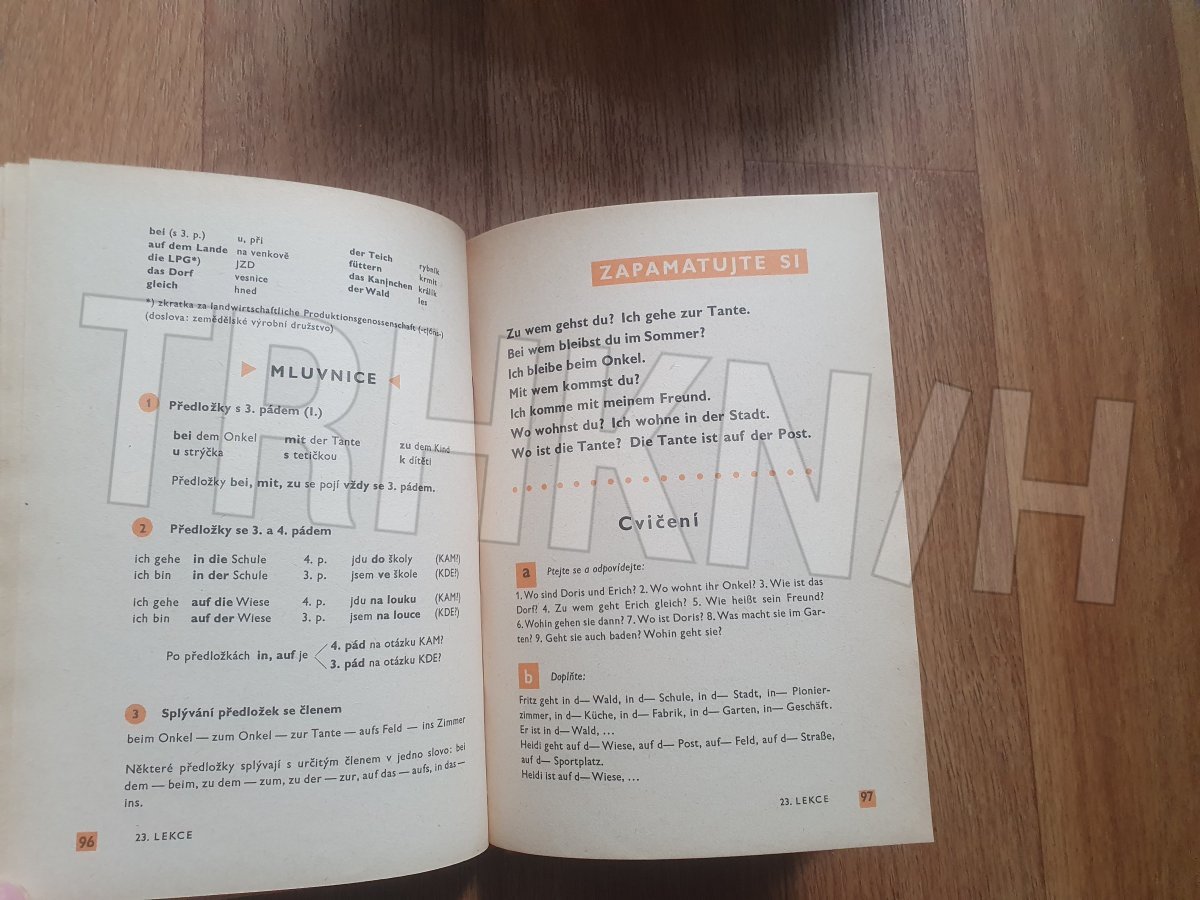 bei (s 3. p.) u, při der Teich rybník
auf dem Lande na venkově füttern krmit
die LPG*) JZD das Kaninchen králík
das Dorf vesnice der Wald les
gleich hned
*) zkratka za landwirtschaftliche Produktionsgenossenschaft
(doslova: zemědělské výrobní družstvo)
MLUVNICE
1 Předložky s 3. pádem (I.)
bei dem Onkel mit der Tante zu dem Kind
u strýčka s tetičkou k dítěti
Předložky bei, mit, zu se pojí vždy se 3. pádem.
2 Předložky se 3. a 4. pádem
ich gehe in die Schule 4. p. jdu do školy (KAM?)
ich bin in der Schule 3. p. jsem ve škole (KDE?)
ich gehe auf die Wiese 4. p. jdu na louku (KAM?)
ich bin auf der Wiese 3. p. jsem na louce (KDE?)
Po předložkách in, auf je 4. pád na otázku KAM?
3. pád na otázku KDE?
3 Splývání předložek se členem
beim Onkel — zum Onkel — zur Tante — aufs Feld — ins Zimmer
Některé předložky splývají s určitým členem v jedno slovo: bei
dem — beim, zu dem — zum, zu der — zur, auf das — aufs, in das —
ins.
96 23. LEKCE
ZAPAMATUJTE SI
Zu wem gehst du? Ich gehe zur Tante.
Bei wem bleibst du im Sommer?
Ich bleibe beim Onkel.
Mit wem kommst du?
Ich komme mit meinem Freund.
Wo wohnst du? Ich wohne in der Stadt.
Wo ist die Tante? Die Tante ist auf der Post.
Cvičení
a Ptejte se a odpovídejte:
1. Wo sind Doris und Erich? 2. Wo wohnt ihr Onkel? 3. Wie ist das
Dorf? 4. Zu wem geht Erich gleich? 5. Wie heißt sein Freund?
6. Wohin gehen sie dann? 7. Wo ist Doris? 8. Was macht sie im Gar-
ten? 9. Geht sie auch baden? Wohin geht sie?
b Doplňte:
Fritz geht in d— Wald, in d— Schule, in d— Stadt, in— Pionier-
zimmer, in d— Küche, in d— Fabrik, in d— Garten, in— Geschäft.
Er ist in d— Wald, ...
Heidi geht auf d— Wiese, auf d— Post, auf— Feld, auf d— Straße,
auf d— Sportplatz.
Heidi ist auf d— Wiese, ...
23. LEKCE 97
TRHKNIH